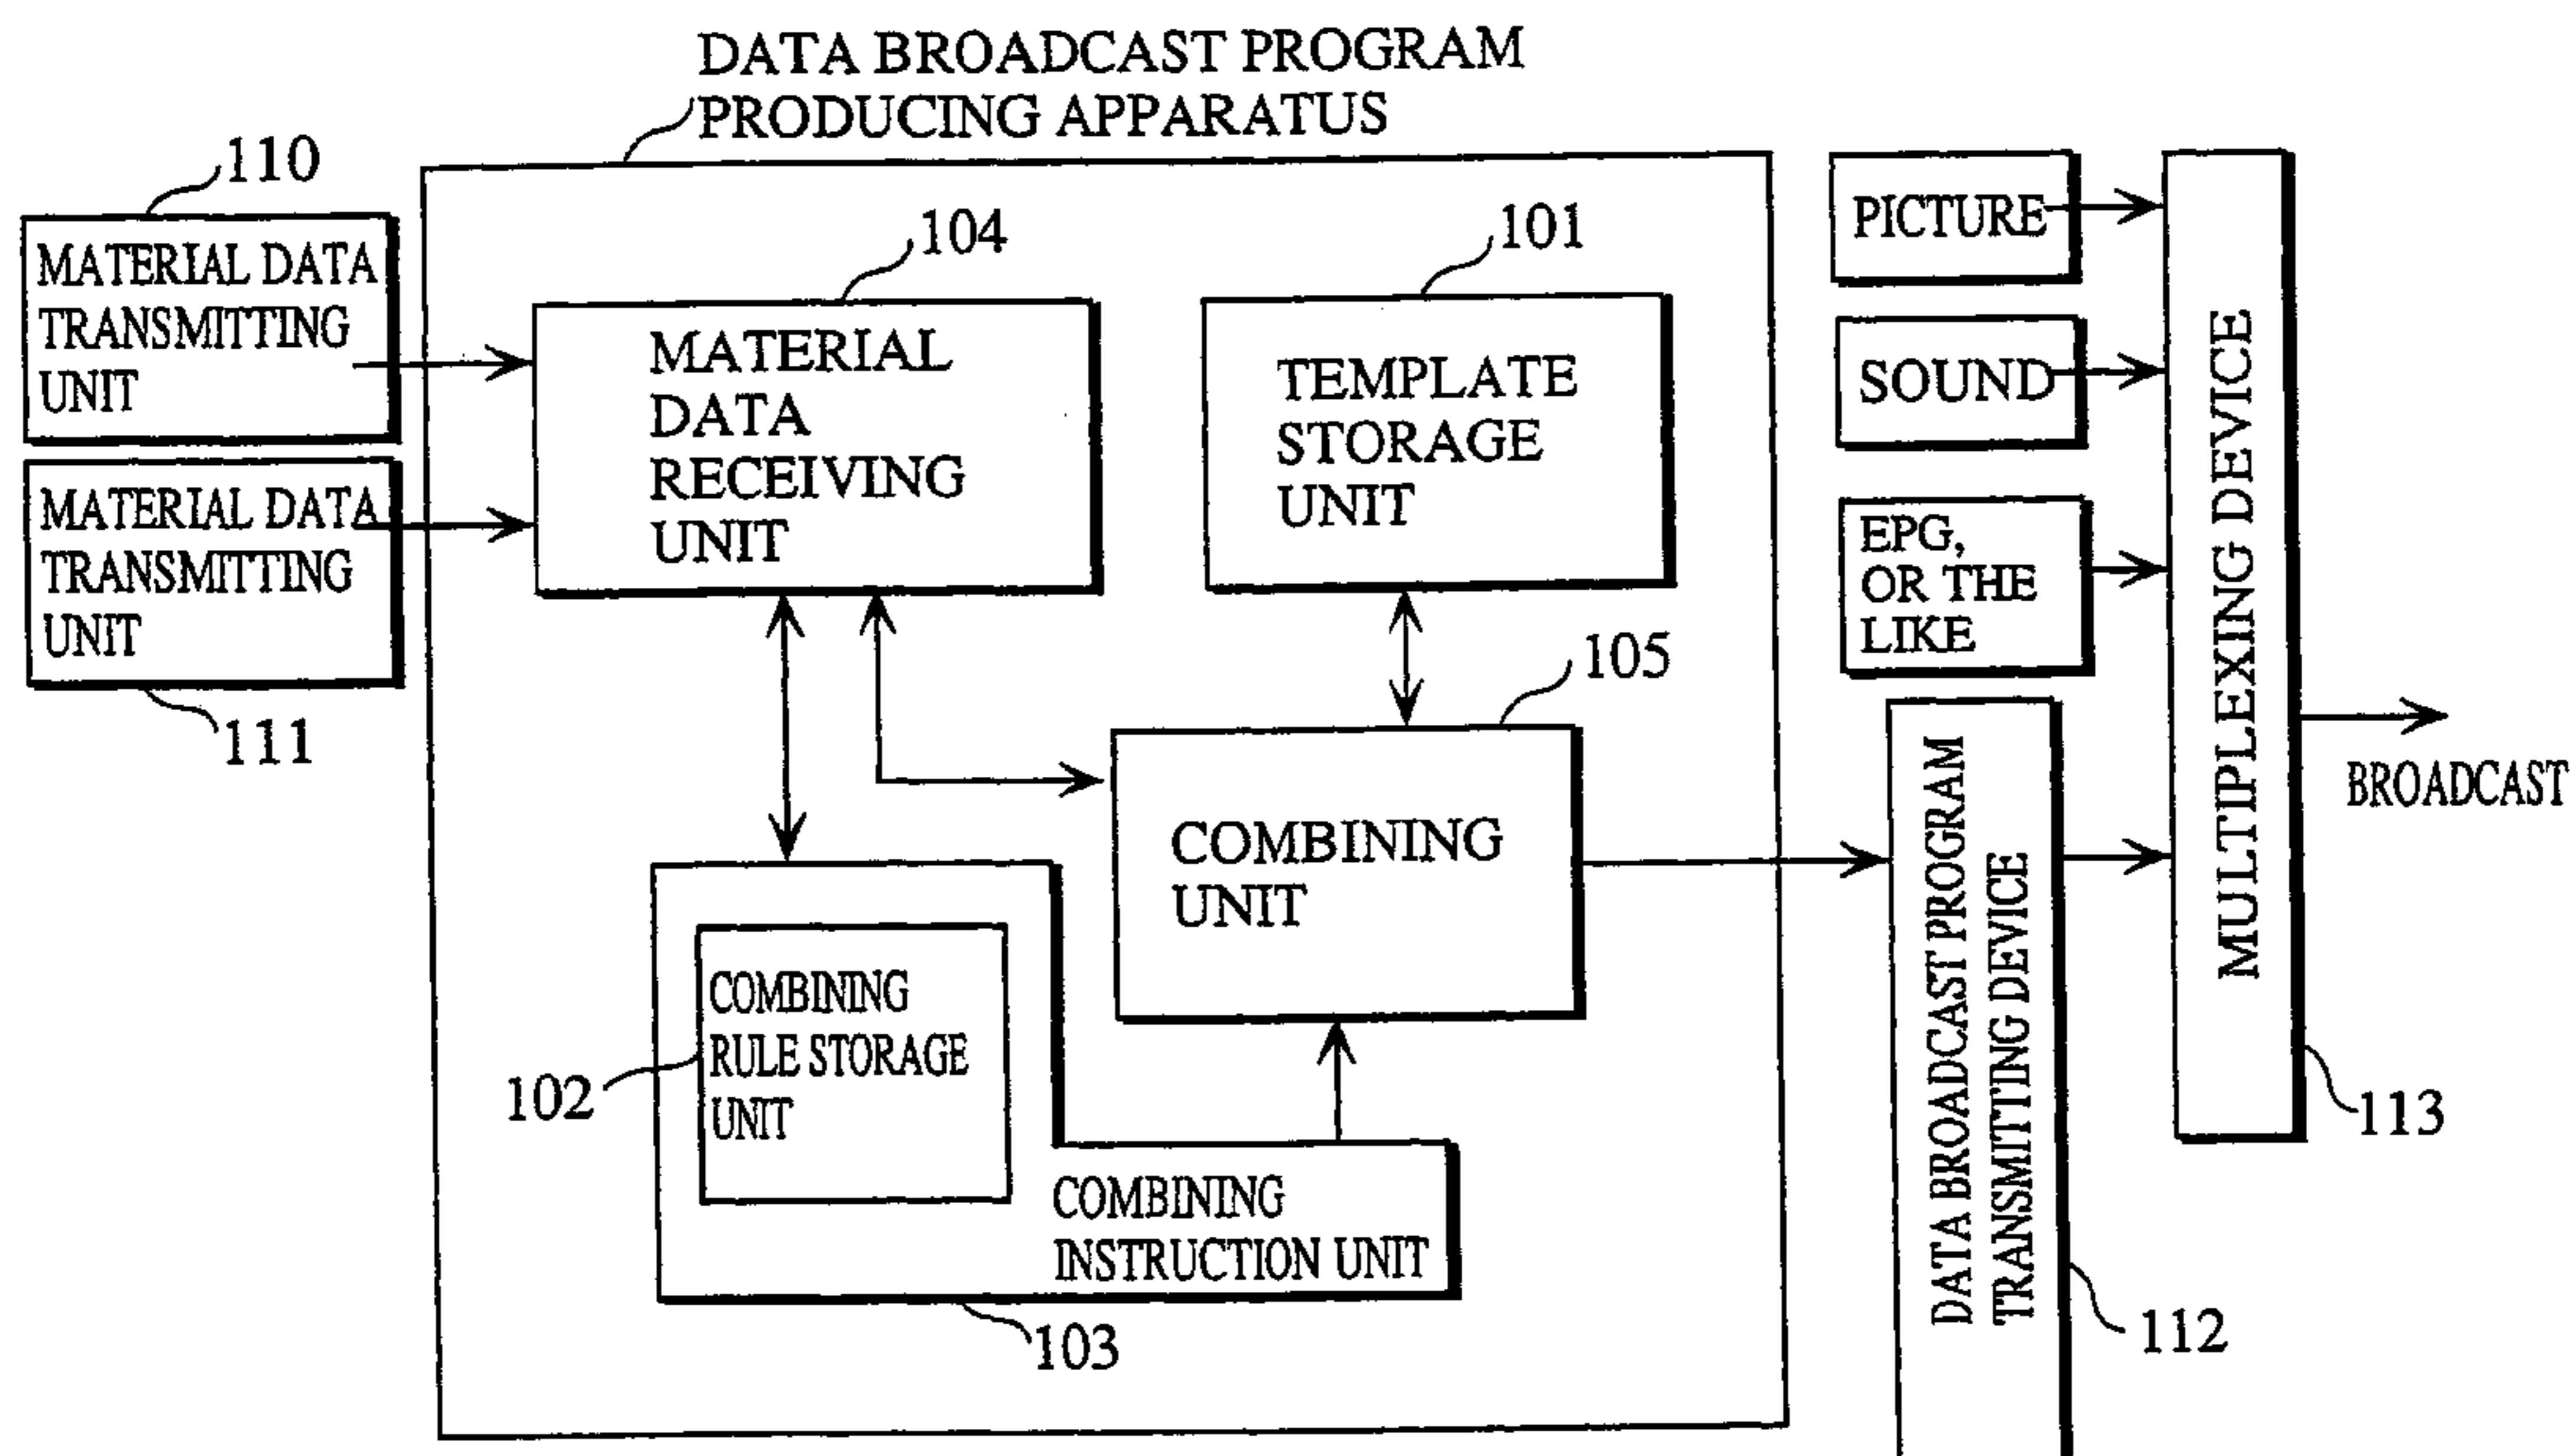 DATA BROADCAST PROGRAM
PRODUCING APPARATUS
110
MATERIAL DATA
TRANSMITTING
UNIT
MATERIAL DATA
TRANSMITTING
UNIT
111
104
MATERIAL
DATA
RECEIVING
UNIT
101
TEMPLATE
STORAGE
UNIT
105
COMBINING
UNIT
102
COMBINING
RULE STORAGE
UNIT
COMBINING
INSTRUCTION UNIT
103
PICTURE
SOUND
EPG,
OR THE
LIKE
DATA BROADCAST PROGRAM
TRANSMITTING DEVICE
112
MULTIPLEXING DEVICE
113
BROADCAST